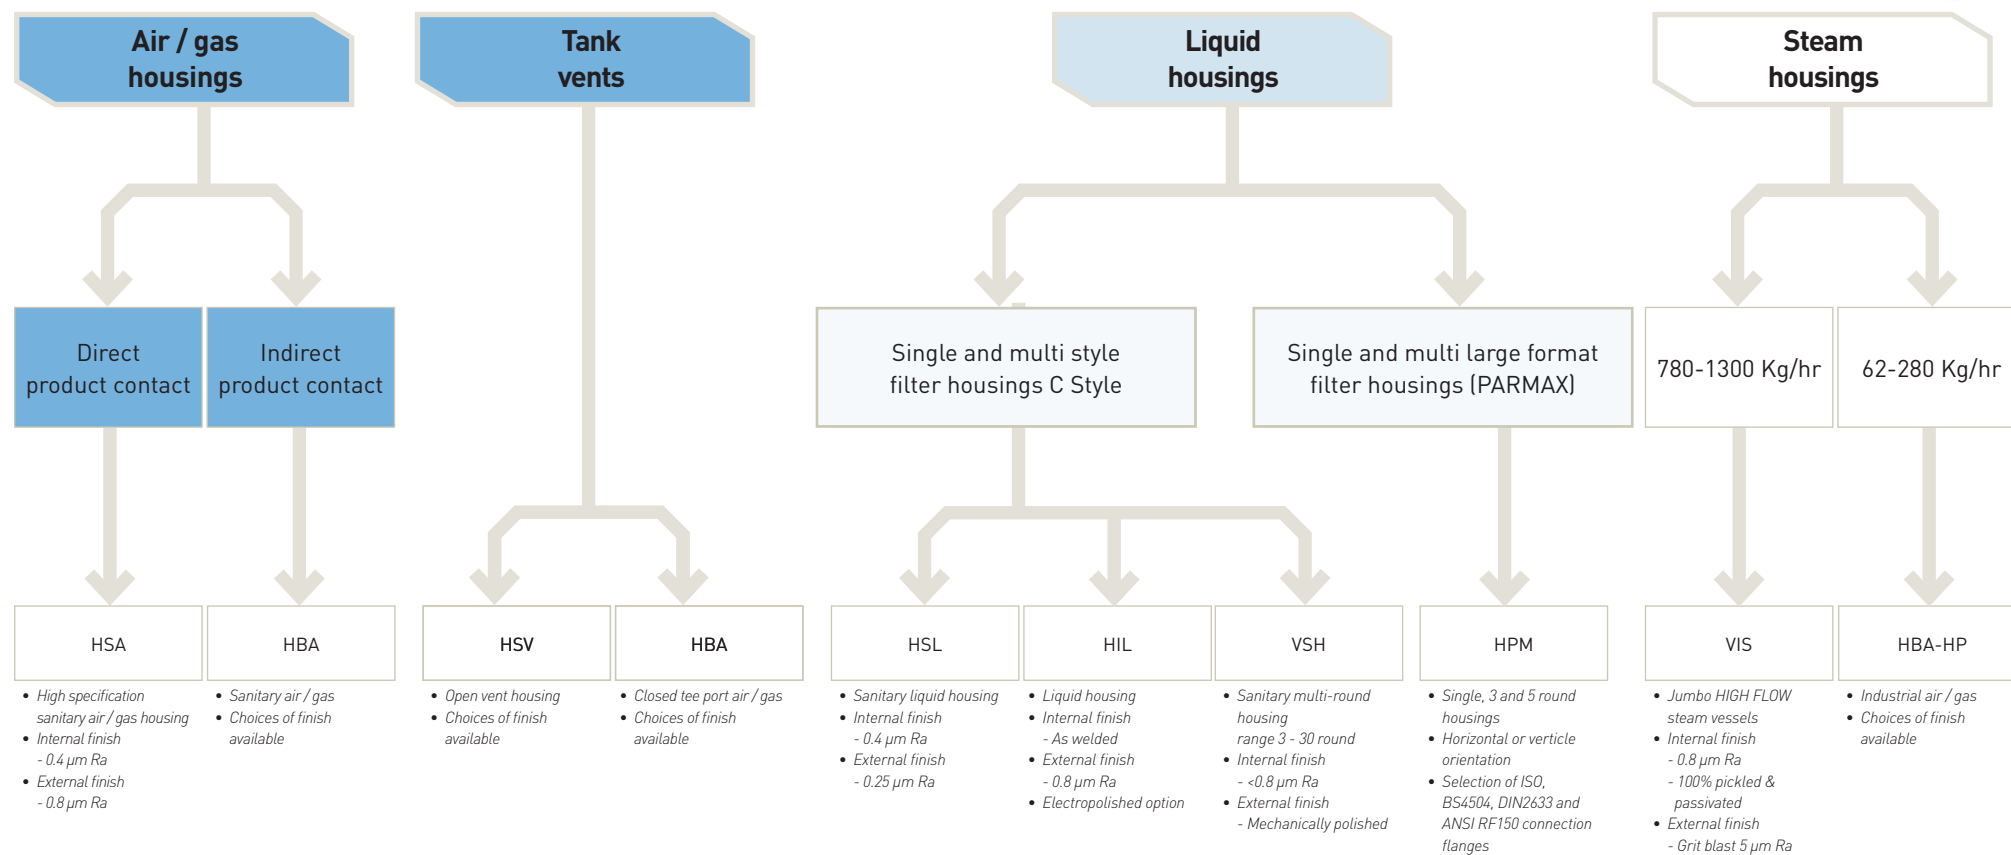 Air / gas
housings
Tank
vents
Liquid
housings
Steam
housings
Direct
product contact
Indirect
product contact
Single and multi style
filter housings C Style
Single and multi large format
filter housings (PARMAX)
780-1300 Kg/hr
62-280 Kg/hr
HSA
• High specification
sanitary air / gas housing
• Internal finish
- 0.4 µm Ra
• External finish
- 0.8 µm Ra
HBA
• Sanitary air / gas
• Choices of finish
available
HSV
• Open vent housing
• Choices of finish
available
HBA
• Closed tee port air / gas
• Choices of finish
available
HSL
• Sanitary liquid housing
• Internal finish
- 0.4 µm Ra
• External finish
- 0.25 µm Ra
HIL
• Liquid housing
• Internal finish
- As welded
• External finish
- 0.8 µm Ra
• Electropolished option
VSH
• Sanitary multi-round
housing
range 3 - 30 round
• Internal finish
- <0.8 µm Ra
• External finish
- Mechanically polished
HPM
• Single, 3 and 5 round
housings
• Horizontal or verticle
orientation
• Selection of ISO,
BS4504, DIN2633 and
ANSI RF150 connection
flanges
VIS
• Jumbo HIGH FLOW
steam vessels
• Internal finish
- 0.8 µm Ra
- 100% pickled &
passivated
• External finish
- Grit blast 5 µm Ra
HBA-HP
• Industrial air / gas
• Choices of finish
available